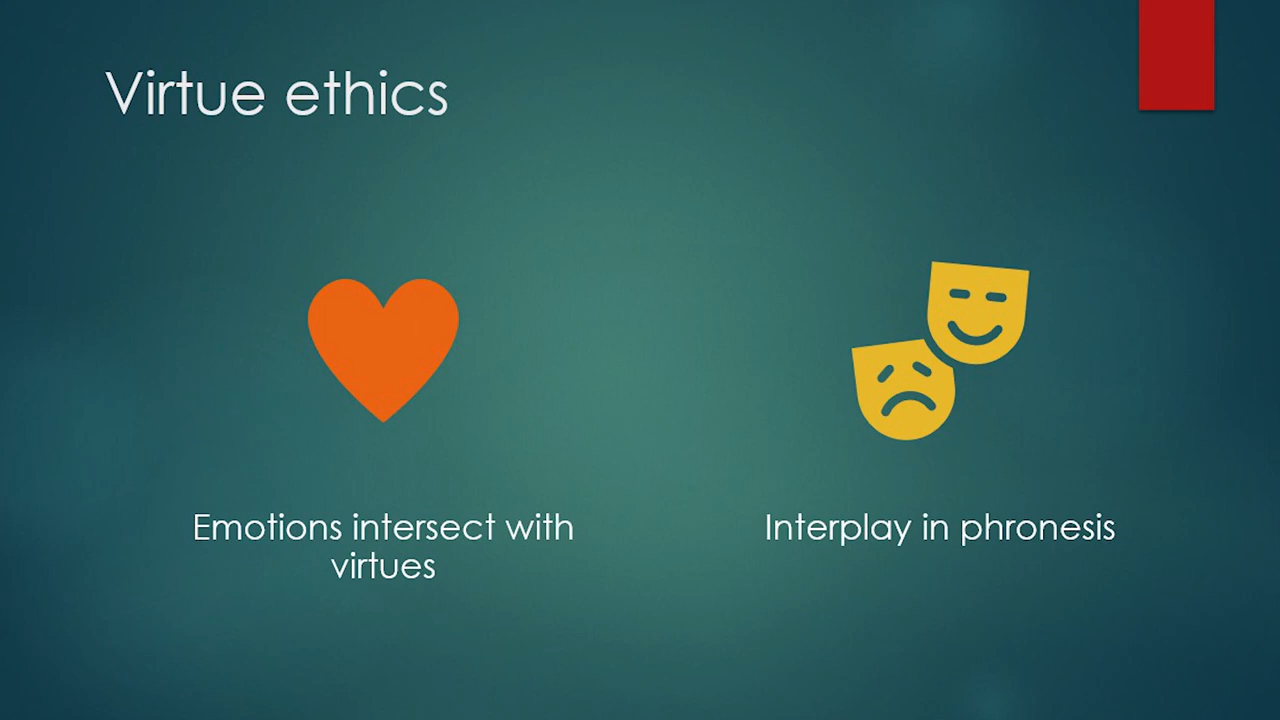 Virtue ethics
Emotions intersect with
virtues
Interplay in phronesis